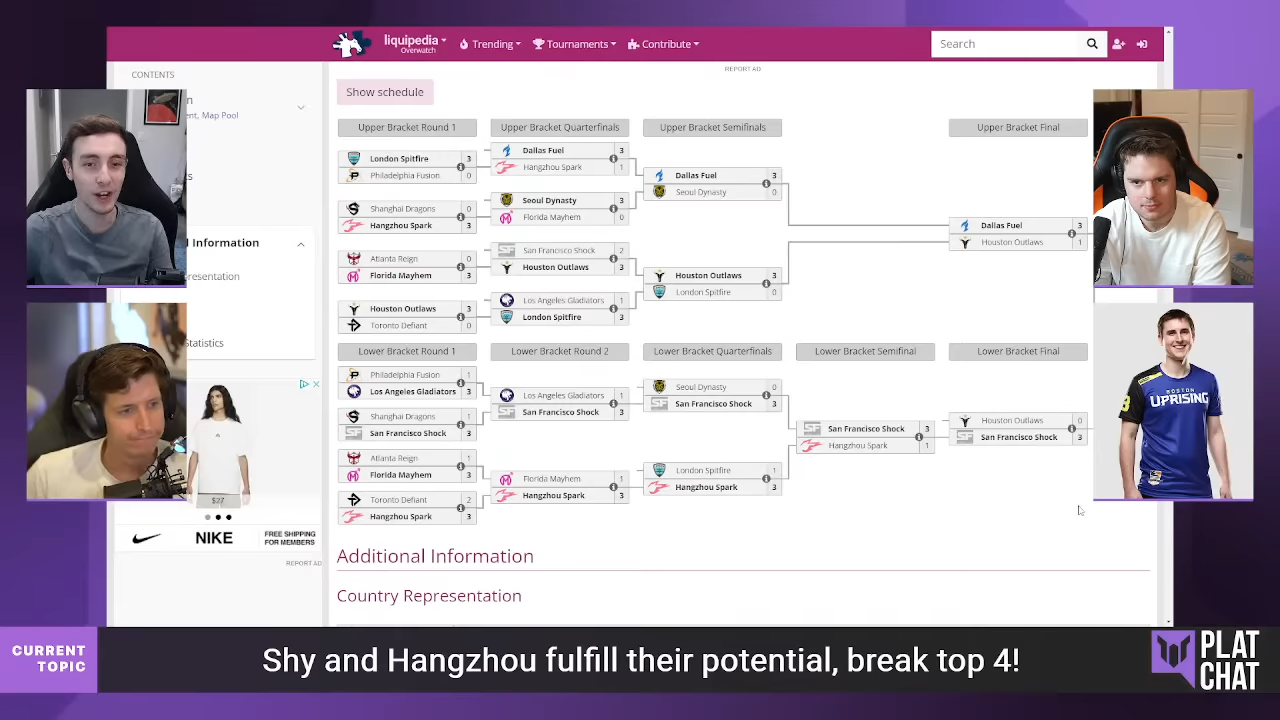 liquipedia
Overwatch
Trending
Tournaments
Contribute
Search
CONTENTS
REPORT AD
Show schedule
n
ent, Map Pool
ts
l Information
resentation
Statistics
Upper Bracket Round 1
Upper Bracket Quarterfinals
Upper Bracket Semifinals
Upper Bracket Final
London Spitfire 3
Philadelphia Fusion 0
Shanghai Dragons 0
Hangzhou Spark 3
Atlanta Reign 0
Florida Mayhem 3
Houston Outlaws 3
Toronto Defiant 0
Dallas Fuel 3
Hangzhou Spark 1
Seoul Dynasty 3
Florida Mayhem 0
San Francisco Shock 2
Houston Outlaws 3
Los Angeles Gladiators 1
London Spitfire 3
Dallas Fuel 3
Seoul Dynasty 0
Houston Outlaws 3
London Spitfire 0
Dallas Fuel 3
Houston Outlaws 1
Lower Bracket Round 1
Lower Bracket Round 2
Lower Bracket Quarterfinals
Lower Bracket Semifinal
Lower Bracket Final
Philadelphia Fusion 1
Los Angeles Gladiators 3
Shanghai Dragons 1
San Francisco Shock 3
Atlanta Reign 1
Florida Mayhem 3
Toronto Defiant 2
Hangzhou Spark 3
Los Angeles Gladiators 1
San Francisco Shock 3
Florida Mayhem 1
Hangzhou Spark 3
Seoul Dynasty 0
San Francisco Shock 3
London Spitfire 1
Hangzhou Spark 3
San Francisco Shock 3
Hangzhou Spark 1
Houston Outlaws 0
San Francisco Shock 3
$27
NIKE
FREE SHIPPING
FOR MEMBERS
REPORT AD
Additional Information
Country Representation
BOSTON
UPRISING
CURRENT
TOPIC
Shy and Hangzhou fulfill their potential, break top 4!
PLAT
CHAT